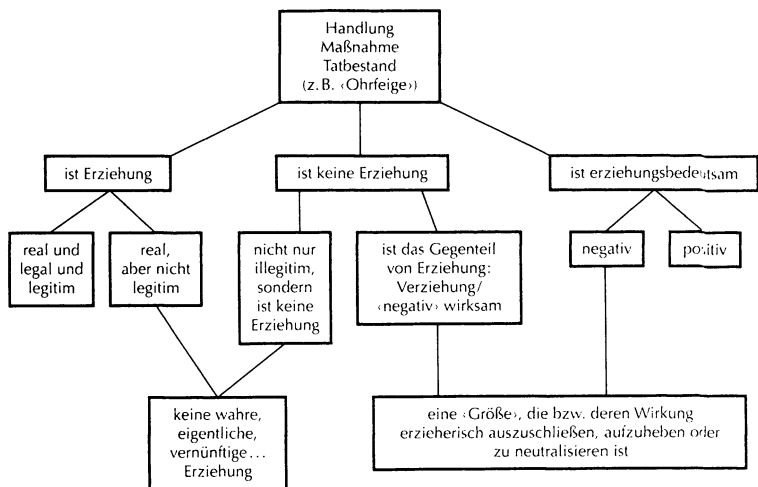 Handlung
Maßnahme
Tatbestand
(z. B. ‹Ohrfeige›)
ist Erziehung
ist keine Erziehung
ist erziehungsbedeutsam
real und
legal und
legitim
real,
aber nicht
legitim
nicht nur
illegitim,
sondern
ist keine
Erziehung
ist das Gegenteil
von Erziehung:
Verziehung/
‹negativ› wirksam
negativ
positiv
keine wahre,
eigentliche,
vernünftige…
Erziehung
eine ‹Größe›, die bzw. deren Wirkung
erzieherisch auszuschließen, aufzuheben oder
zu neutralisieren ist